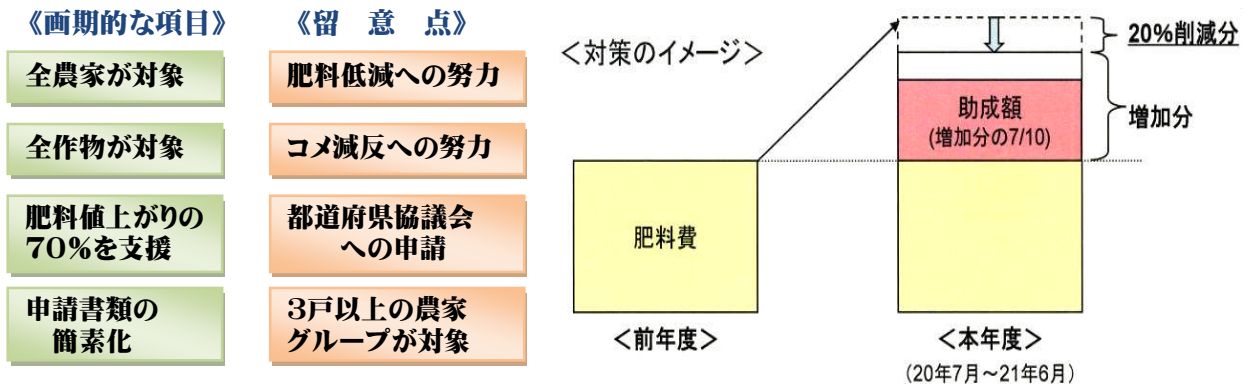 《画期的な項目》
全農家が対象
全作物が対象
肥料値上がりの
70%を支援
申請書類の
簡素化
《留 意 点》
肥料低減への努力
コメ減反への努力
都道府県協議会
への申請
3戸以上の農家
グループが対象
＜対策のイメージ＞
肥料費
＜前年度＞
助成額
(増加分の7/10)
20%削減分
増加分
＜本年度＞
（20年7月～21年6月）